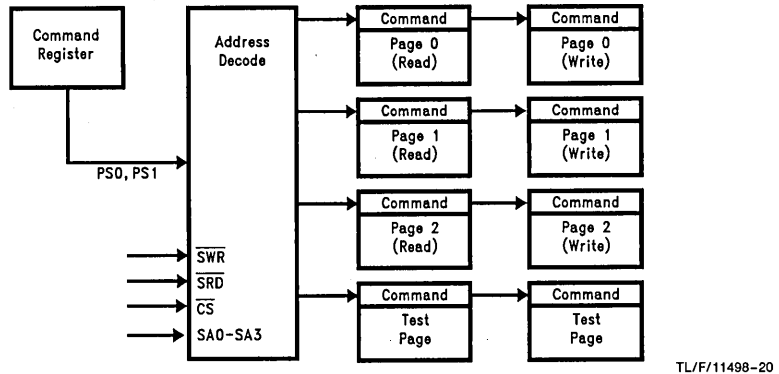 Command
Register
PS0, PS1
Address
Decode
SWR
SRD
CS
SA0-SA3
Command
Page 0
(Read)
Command
Page 0
(Write)
Command
Page 1
(Read)
Command
Page 1
(Write)
Command
Page 2
(Read)
Command
Page 2
(Write)
Command
Test
Page
Command
Test
Page
TL/F/11498-20